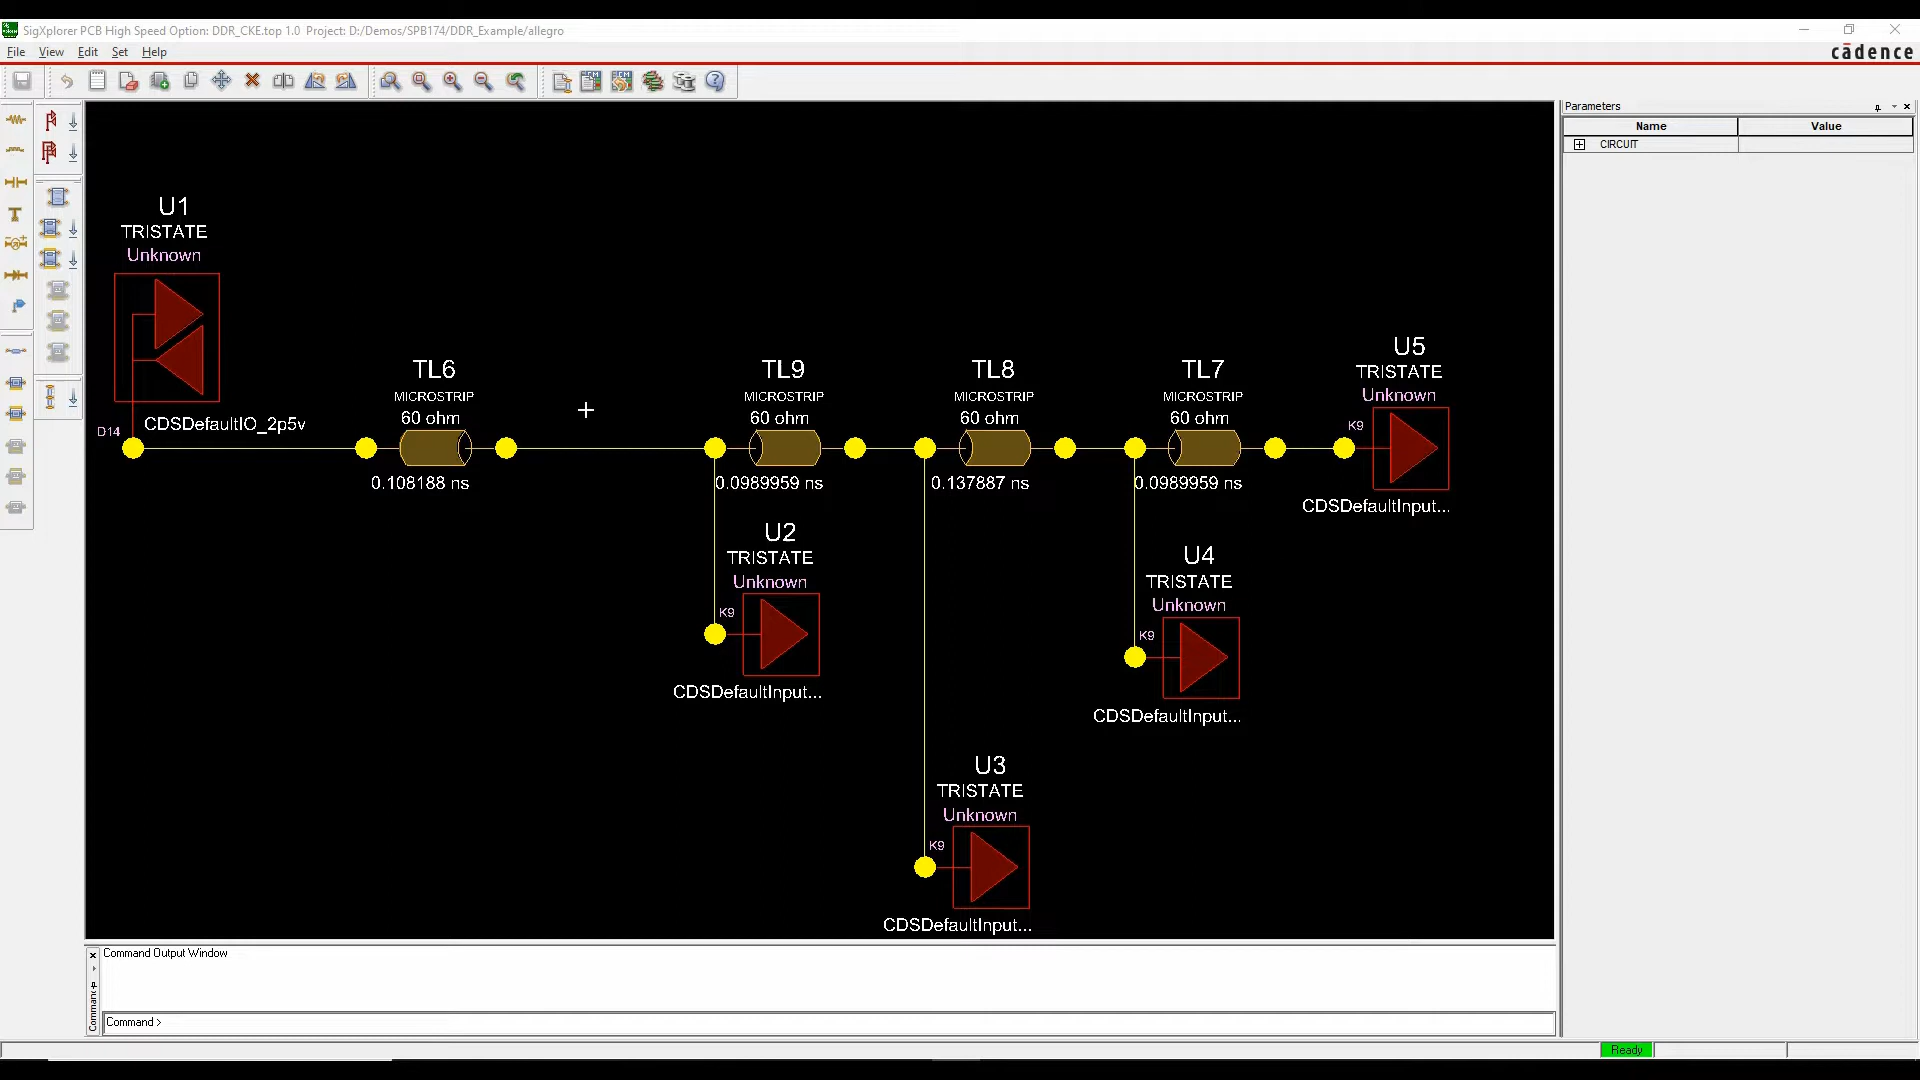 SigXplorer PCB High Speed Option: DDR_CKE.top 1.0 Project: D:/Demos/SPB174/DDR_Example/allegro
File View Edit Set Help
cādence
Parameters
Name Value
CIRCUIT
U1
TRISTATE
Unknown
CDSDefaultIO_2p5v
D14
TL6
MICROSTRIP
60 ohm
0.108188 ns
TL9
MICROSTRIP
60 ohm
0.0989959 ns
TL8
MICROSTRIP
60 ohm
0.137887 ns
TL7
MICROSTRIP
60 ohm
0.0989959 ns
U5
TRISTATE
Unknown
K9
CDSDefaultInput...
U2
TRISTATE
Unknown
K9
CDSDefaultInput...
U4
TRISTATE
Unknown
K9
CDSDefaultInput...
U3
TRISTATE
Unknown
K9
CDSDefaultInput...
Command Output Window
Command >
Ready